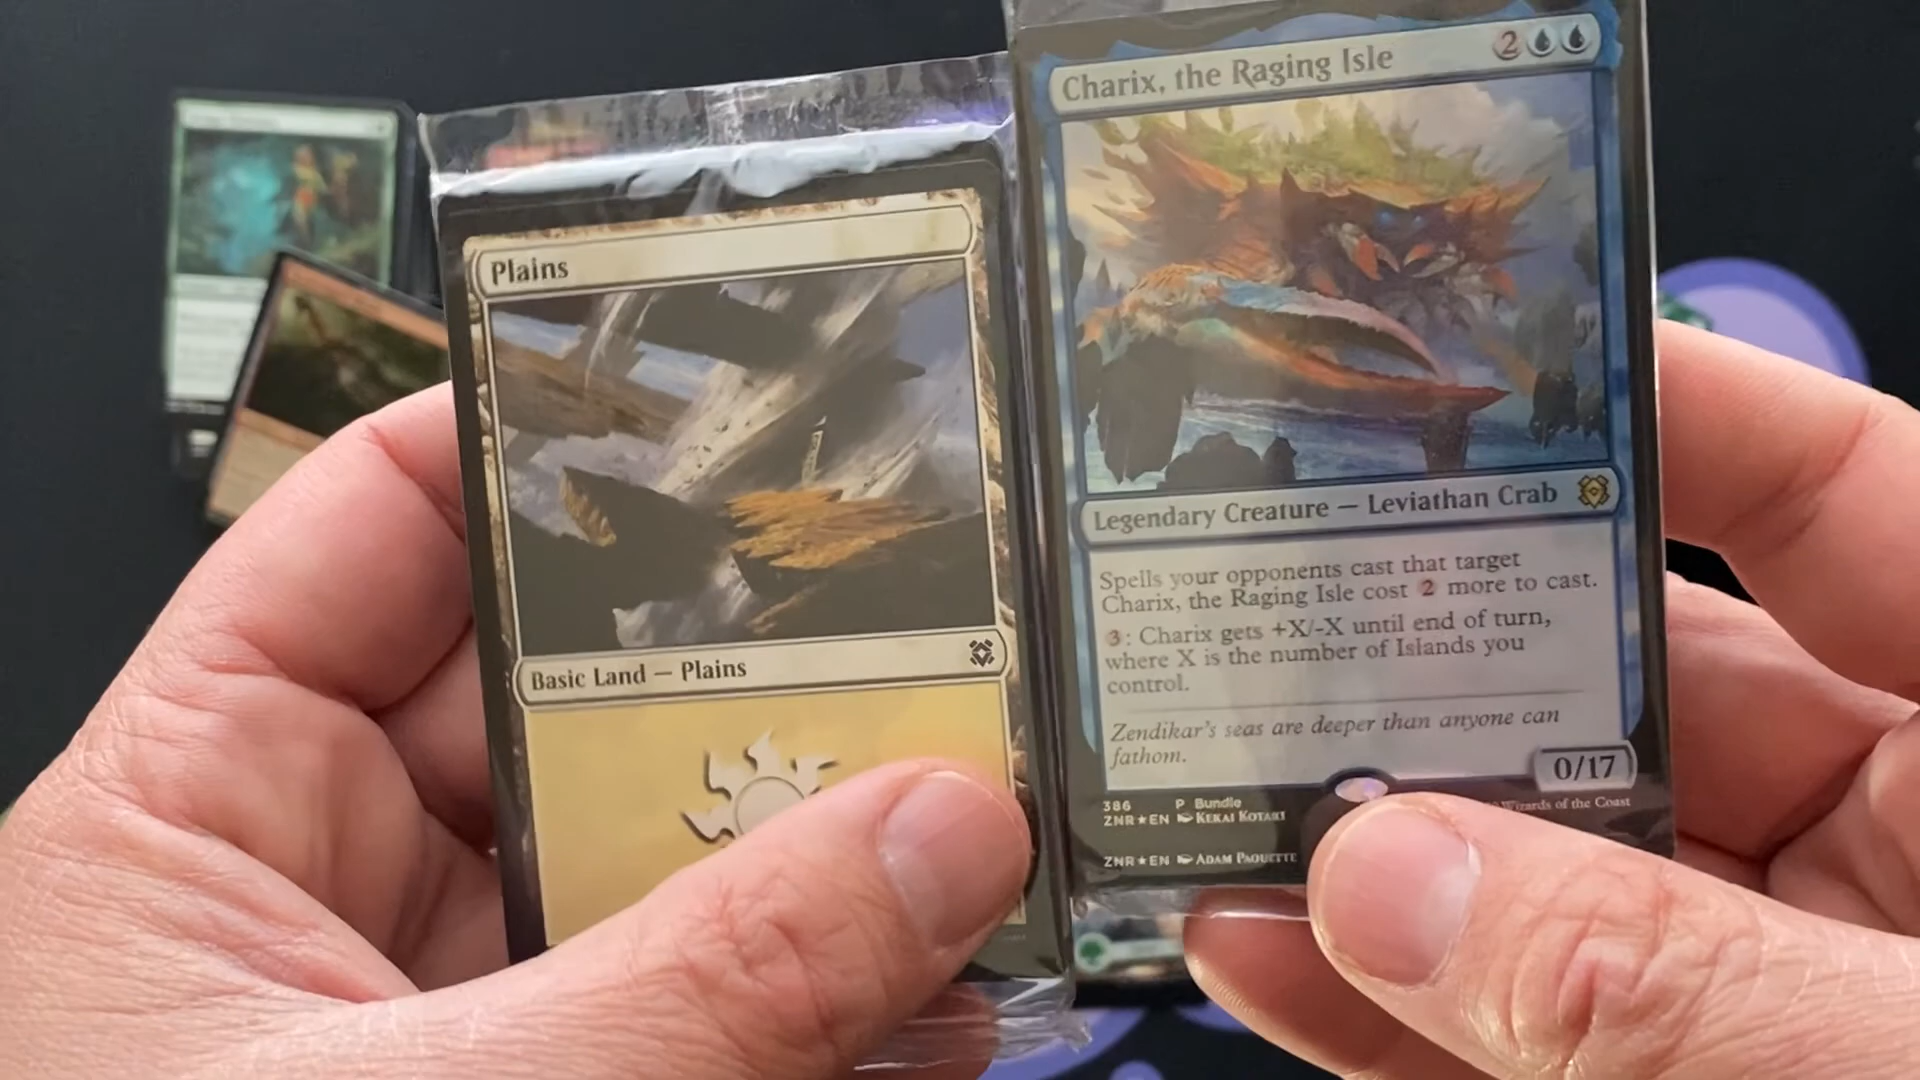 Plains
Basic Land — Plains
Charix, the Raging Isle
2
Legendary Creature — Leviathan Crab
Spells your opponents cast that target
Charix, the Raging Isle cost 2 more to cast.
3: Charix gets +X/-X until end of turn,
where X is the number of Islands you
control.
Zendikar's seas are deeper than anyone can
fathom.
0/17
386 P Bundle
ZNR★EN Kekai Kotaki
Wizards of the Coast
ZNR★EN Adam Paquette